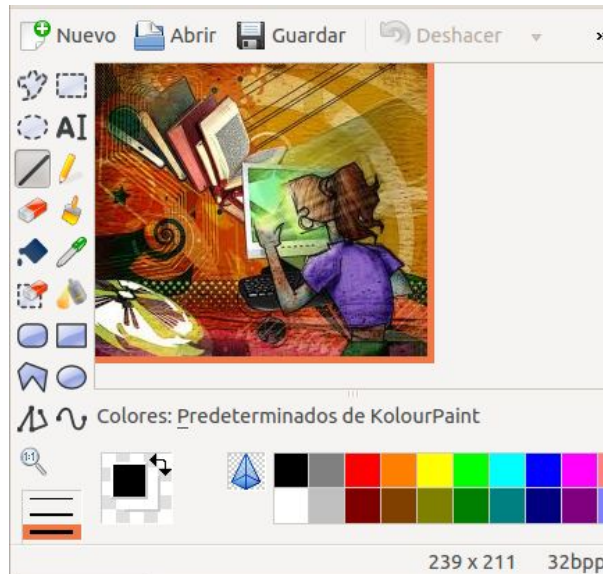 Nuevo Abrir Guardar Deshacer »
AI
1:1
Colores: Predeterminados de KolourPaint
239 x 211 32bpp